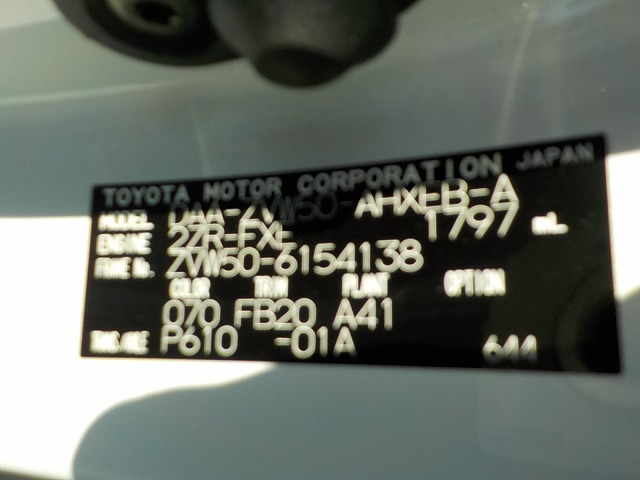 TOYOTA MOTOR CORPORATION JAPAN
MODEL DAA-ZVW50-AHXEB-A
ENGINE 2ZR-FXE 1797 mL
FRAME No. ZVW50-6154138
COLOR TRIM PLANT OPTION
070 FB20 A41
TRANS/AXLE P610 -01A 644